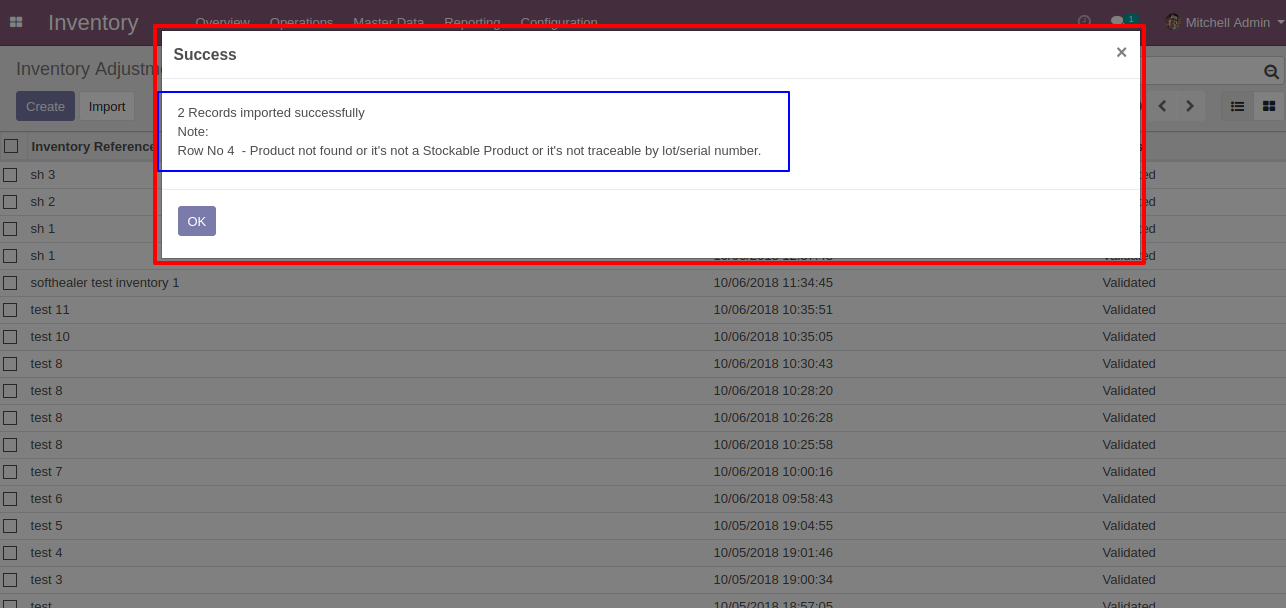 Inventory Overview Operations Master Data Reporting Configuration 1 Mitchell Admin
Success ×
Inventory
Create Import
2 Records imported successfully
Note:
Row No 4 - Product not found or it's not a Stockable Product or it's not traceable by lot/serial number.
OK
Inventory Reference
sh 3
sh 2
sh 1
sh 1
softhealer test inventory 1 10/06/2018 11:34:45 Validated
test 11 10/06/2018 10:35:51 Validated
test 10 10/06/2018 10:35:05 Validated
test 8 10/06/2018 10:30:43 Validated
test 8 10/06/2018 10:28:20 Validated
test 8 10/06/2018 10:26:28 Validated
test 8 10/06/2018 10:25:58 Validated
test 7 10/06/2018 10:00:16 Validated
test 6 10/06/2018 09:58:43 Validated
test 5 10/05/2018 19:04:55 Validated
test 4 10/05/2018 19:01:46 Validated
test 3 10/05/2018 19:00:34 Validated
test 10/05/2018 18:57:05 Validated